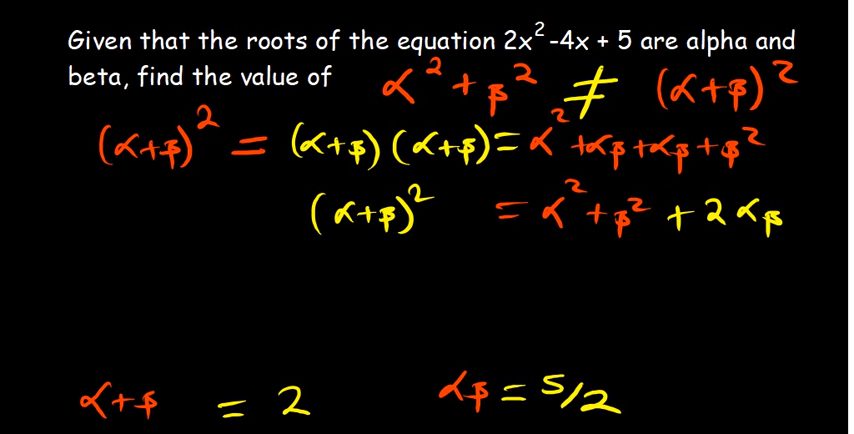 Given that the roots of the equation 2x² -4x + 5 are alpha and
beta, find the value of α² + β² ≠ (α+β)²
(α+β)² = (α+β)(α+β) = α² +αβ +αβ + β²
(α+β)² = α² + β² + 2αβ
α+β = 2 αβ = 5/2